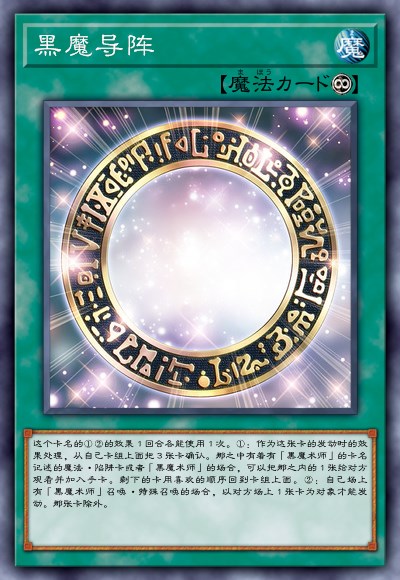 黑魔导阵
魔
【魔法カード】
まほう
这个卡名的①②的效果1回合各能使用1次。①：作为这张卡的发动时的效
果处理，从自己卡组上面把3张卡确认。那之中有着有「黑魔术师」的卡名
记述的魔法·陷阱卡或者「黑魔术师」的场合，可以把那之内的1张给对方
观看并加入手卡。剩下的卡用喜欢的顺序回到卡组上面。②：自己场上
有「黑魔术师」召唤·特殊召唤的场合，以对方场上1张卡为对象才能发
动。那张卡除外。